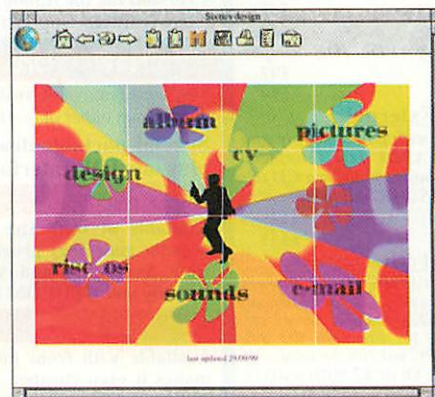 Sixties design
album
pictures
cv
design
risc os
sounds
e-mail
last updated 29/09/99